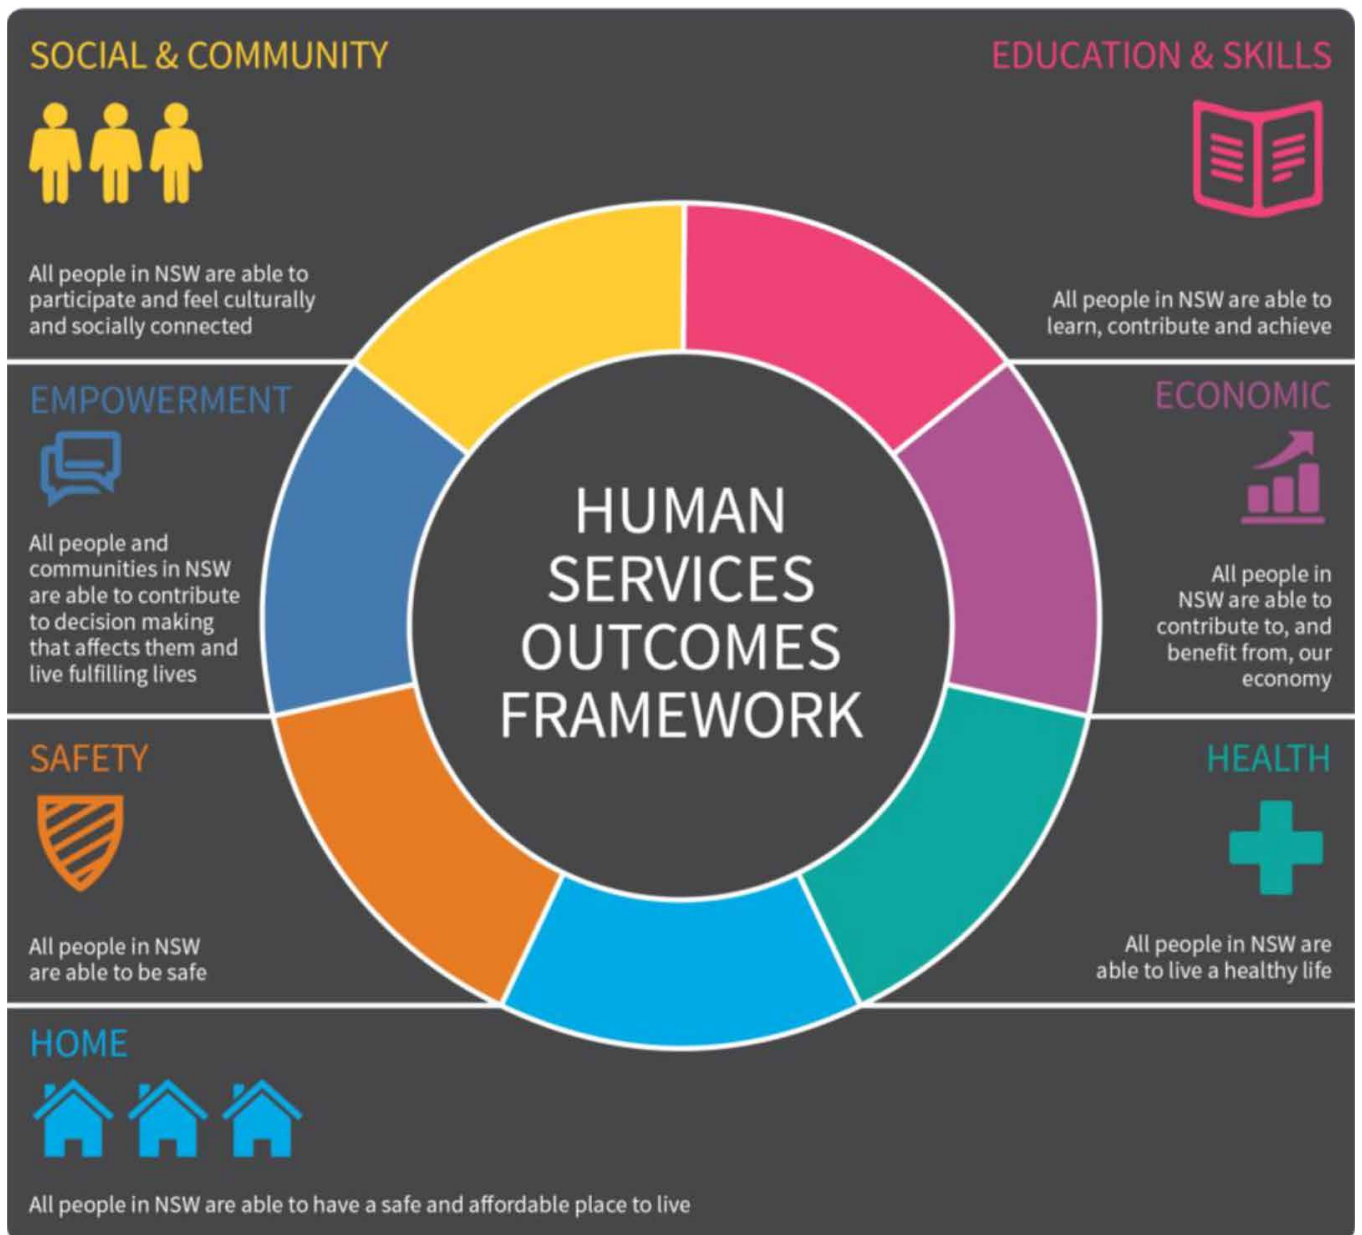 SOCIAL & COMMUNITY
All people in NSW are able to
participate and feel culturally
and socially connected
EDUCATION & SKILLS
All people in NSW are able to
learn, contribute and achieve
EMPOWERMENT
All people and
communities in NSW
are able to contribute
to decision making
that affects them and
live fulfilling lives
HUMAN
SERVICES
OUTCOMES
FRAMEWORK
ECONOMIC
All people in
NSW are able to
contribute to, and
benefit from, our
economy
SAFETY
All people in NSW
are able to be safe
HEALTH
All people in NSW are
able to live a healthy life
HOME
All people in NSW are able to have a safe and affordable place to live